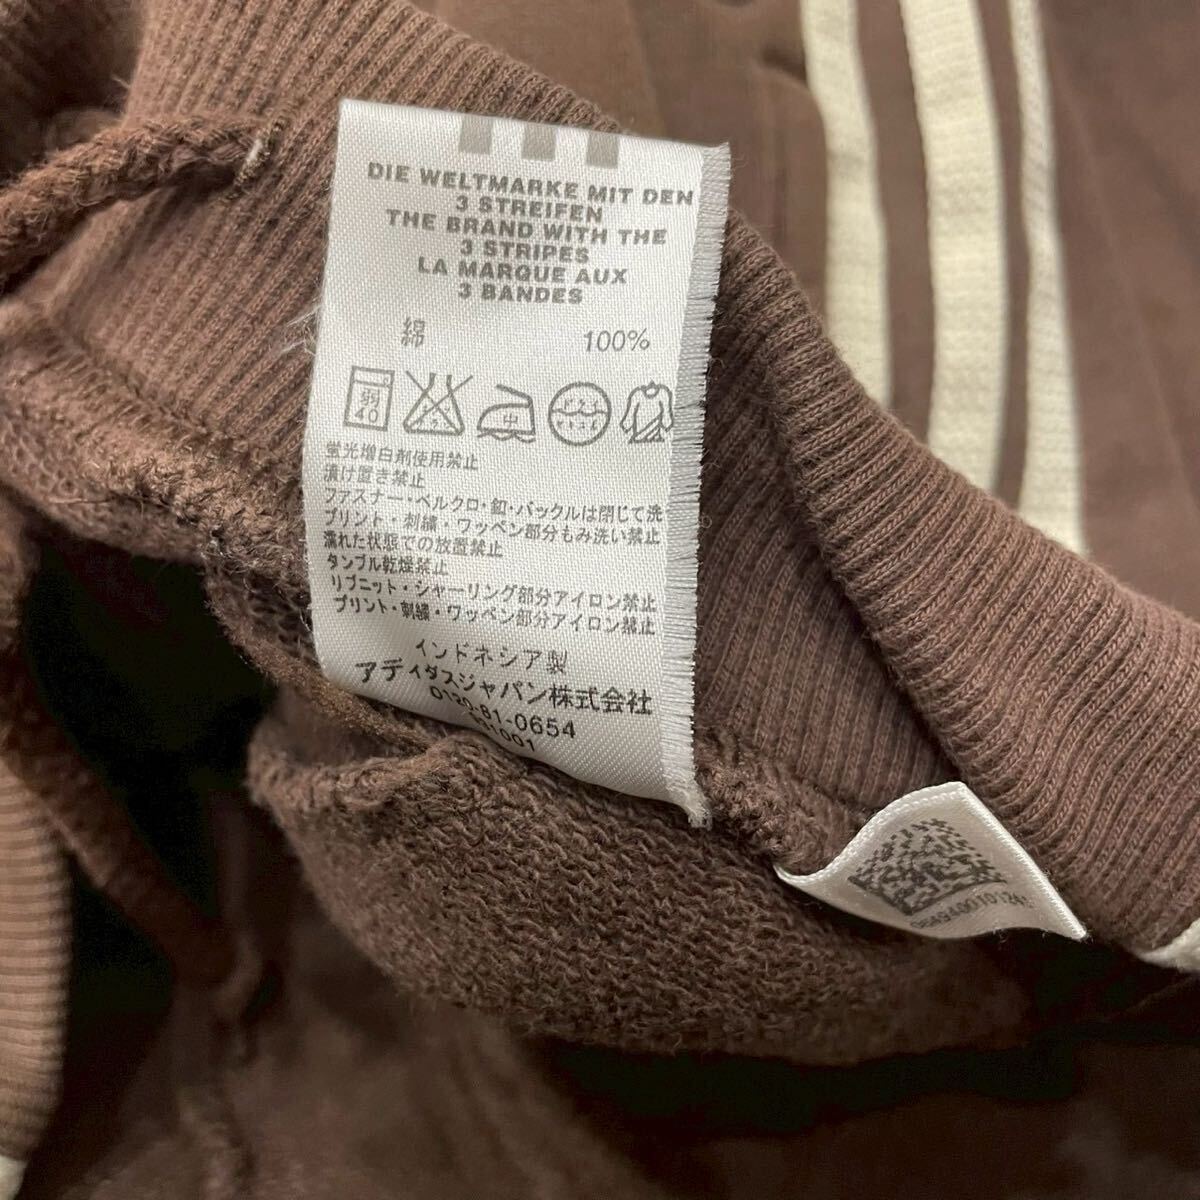 DIE WELTMARKE MIT DEN
3 STREIFEN
THE BRAND WITH THE
3 STRIPES
LA MARQUE AUX
3 BANDES
綿 100%
弱
40
中
蛍光増白剤使用禁止
漬け置き禁止
ファスナー・ベルクロ・釦・バックルは閉じて洗
プリント・刺繍・ワッペン部分もみ洗い禁止
濡れた状態での放置禁止
タンブル乾燥禁止
リブニット・シャーリング部分アイロン禁止
プリント・刺繍・ワッペン部分アイロン禁止
インドネシア製
アディダスジャパン株式会社
0120-81-0654